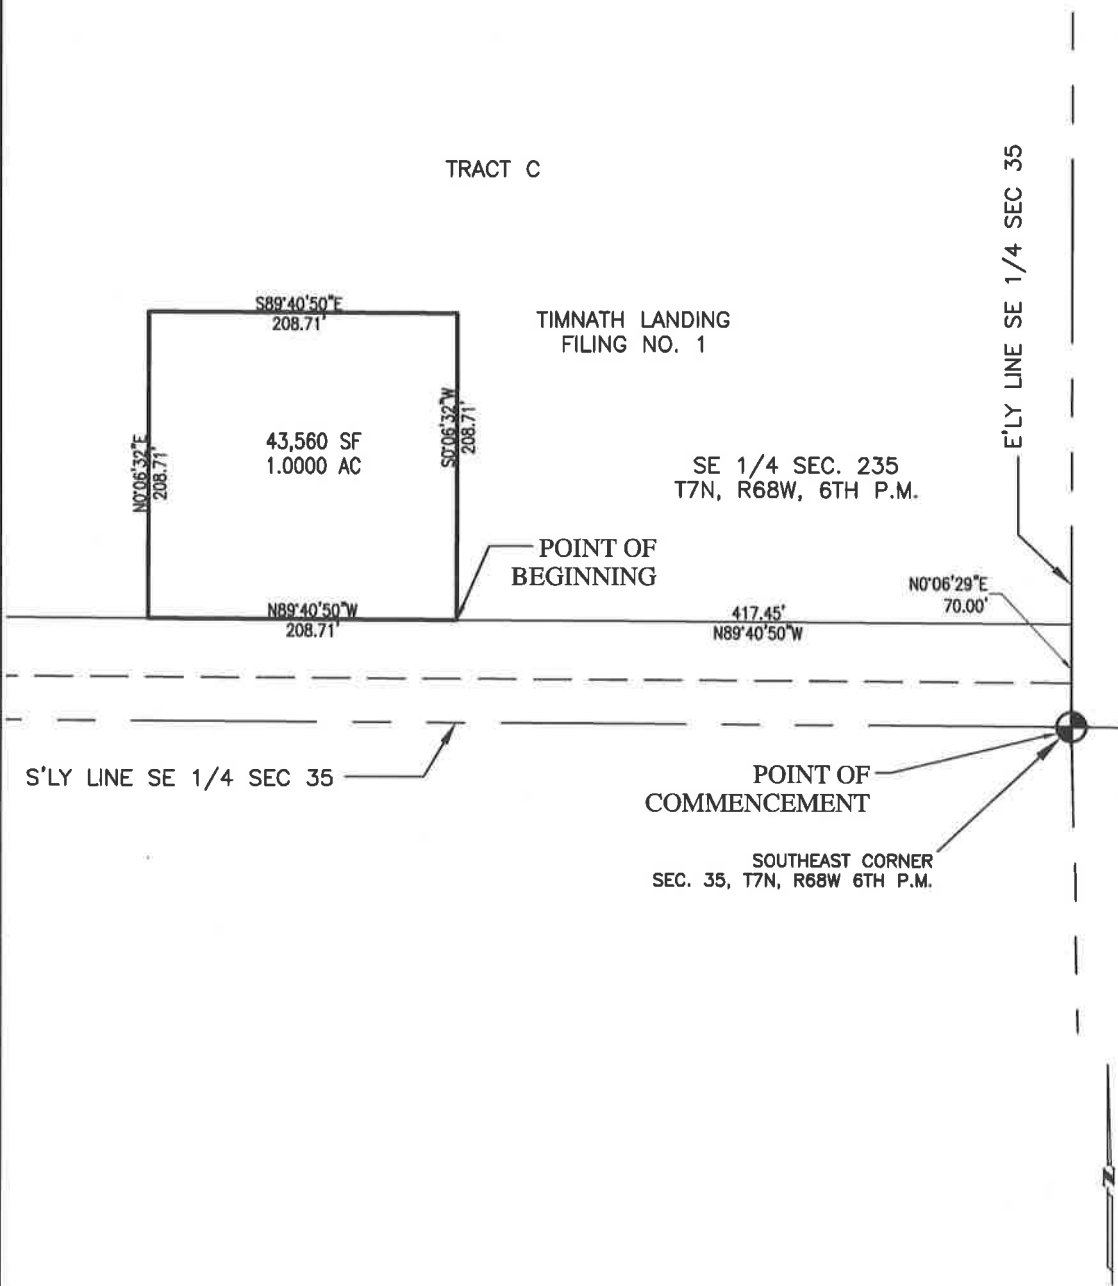 TRACT C
E'LY LINE SE 1/4 SEC 35
S89°40'50"E
208.71'
TIMNATH LANDING
FILING NO. 1
N0°06'32"E
208.71'
43,560 SF
1.0000 AC
S0°06'32"W
208.71'
SE 1/4 SEC. 235
T7N, R68W, 6TH P.M.
POINT OF
BEGINNING
N0°06'29"E
70.00'
N89°40'50"W
208.71'
417.45'
N89°40'50"W
S'LY LINE SE 1/4 SEC 35
POINT OF
COMMENCEMENT
SOUTHEAST CORNER
SEC. 35, T7N, R68W 6TH P.M.
N